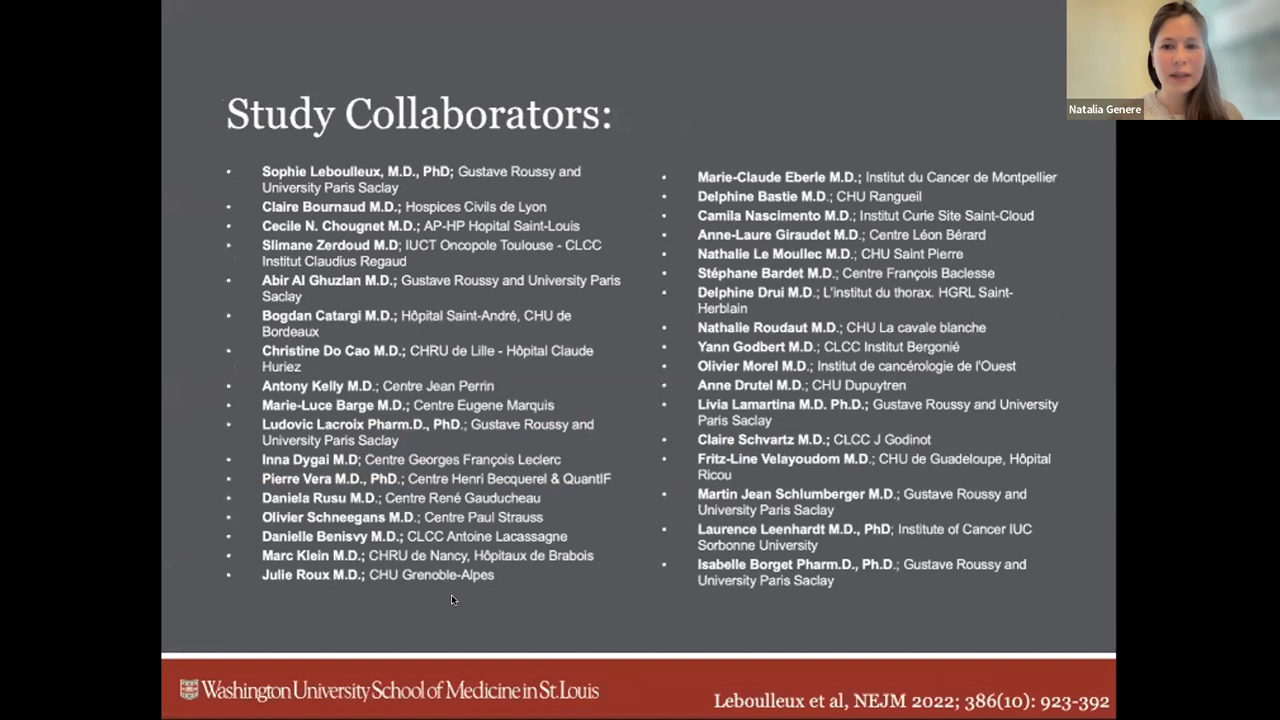 Study Collaborators:
• Sophie Leboulleux, M.D., PhD; Gustave Roussy and
University Paris Saclay
• Claire Bournaud M.D.; Hospices Civils de Lyon
• Cecile N. Chougnet M.D.; AP-HP Hopital Saint-Louis
• Slimane Zerdoud M.D; IUCT Oncopole Toulouse - CLCC
Institut Claudius Regaud
• Abir Al Ghuzlan M.D.; Gustave Roussy and University Paris
Saclay
• Bogdan Catargi M.D.; Hôpital Saint-André, CHU de
Bordeaux
• Christine Do Cao M.D.; CHRU de Lille - Hôpital Claude
Huriez
• Antony Kelly M.D.; Centre Jean Perrin
• Marie-Luce Barge M.D.; Centre Eugene Marquis
• Ludovic Lacroix Pharm.D., PhD.; Gustave Roussy and
University Paris Saclay
• Inna Dygai M.D; Centre Georges François Leclerc
• Pierre Vera M.D., PhD.; Centre Henri Becquerel & QuantIF
• Daniela Rusu M.D.; Centre René Gauducheau
• Olivier Schneegans M.D.; Centre Paul Strauss
• Danielle Benisvy M.D.; CLCC Antoine Lacassagne
• Marc Klein M.D.; CHRU de Nancy, Hôpitaux de Brabois
• Julie Roux M.D.; CHU Grenoble-Alpes
• Marie-Claude Eberle M.D.; Institut du Cancer de Montpellier
• Delphine Bastie M.D.; CHU Rangueil
• Camila Nascimento M.D.; Institut Curie Site Saint-Cloud
• Anne-Laure Giraudet M.D.; Centre Léon Bérard
• Nathalie Le Moullec M.D.; CHU Saint Pierre
• Stéphane Bardet M.D.; Centre François Baclesse
• Delphine Drui M.D.; L'institut du thorax. HGRL Saint-
Herblain
• Nathalie Roudaut M.D.; CHU La cavale blanche
• Yann Godbert M.D.; CLCC Institut Bergonié
• Olivier Morel M.D.; Institut de cancérologie de l'Ouest
• Anne Drutel M.D.; CHU Dupuytren
• Livia Lamartina M.D. Ph.D.; Gustave Roussy and University
Paris Saclay
• Claire Schvartz M.D.; CLCC J Godinot
• Fritz-Line Velayoudom M.D.; CHU de Guadeloupe, Hôpital
Ricou
• Martin Jean Schlumberger M.D.; Gustave Roussy and
University Paris Saclay
• Laurence Leenhardt M.D., PhD; Institute of Cancer IUC
Sorbonne University
• Isabelle Borget Pharm.D., Ph.D.; Gustave Roussy and
University Paris Saclay
Washington University School of Medicine in St. Louis
Leboulleux et al, NEJM 2022; 386(10): 923-392
Natalia Genere